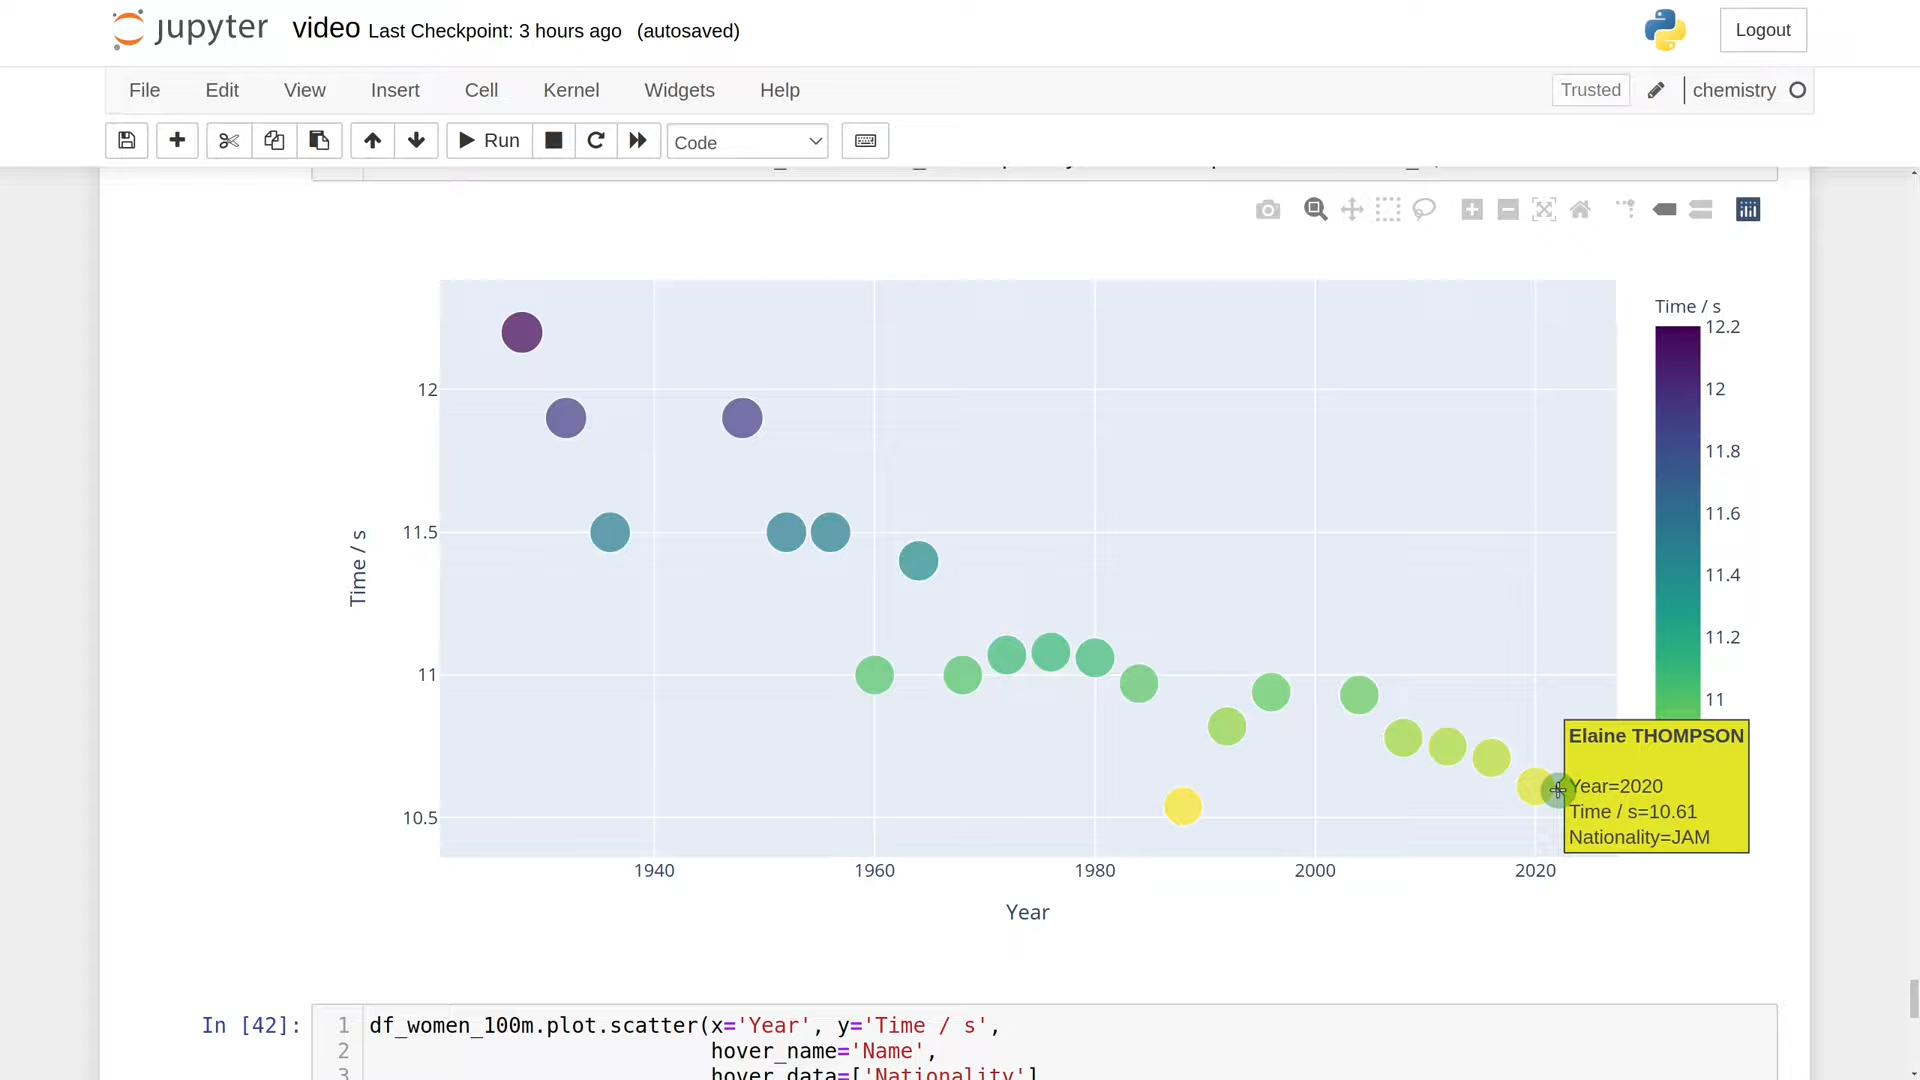 jupyter video Last Checkpoint: 3 hours ago (autosaved) Logout
File Edit View Insert Cell Kernel Widgets Help Trusted chemistry
Run Code
Time / s
12.2
12
11.8
11.6
11.4
11.2
11
Time / s
12
11.5
11
10.5
Elaine THOMPSON
Year=2020
Time / s=10.61
Nationality=JAM
1940 1960 1980 2000 2020
Year
In [42]: 1 df_women_100m.plot.scatter(x='Year', y='Time / s',
2 hover_name='Name',
3 hover_data=['Nationality']